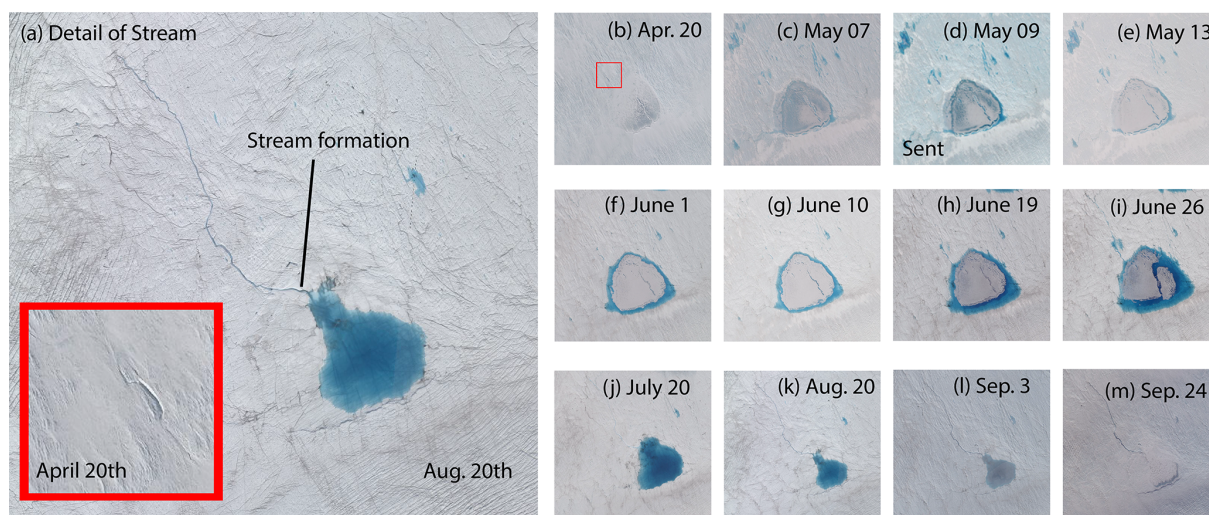 (a) Detail of Stream
Stream formation
April 20th
Aug. 20th
(b) Apr. 20
(c) May 07
(d) May 09
Sent
(e) May 13
(f) June 1
(g) June 10
(h) June 19
(i) June 26
(j) July 20
(k) Aug. 20
(l) Sep. 3
(m) Sep. 24